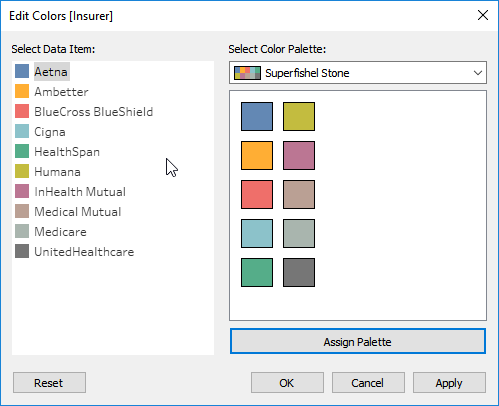 Edit Colors [Insurer]
Select Data Item:
Aetna
Ambetter
BlueCross BlueShield
Cigna
HealthSpan
Humana
InHealth Mutual
Medical Mutual
Medicare
UnitedHealthcare
Select Color Palette:
Superfishel Stone
Assign Palette
Reset
OK
Cancel
Apply